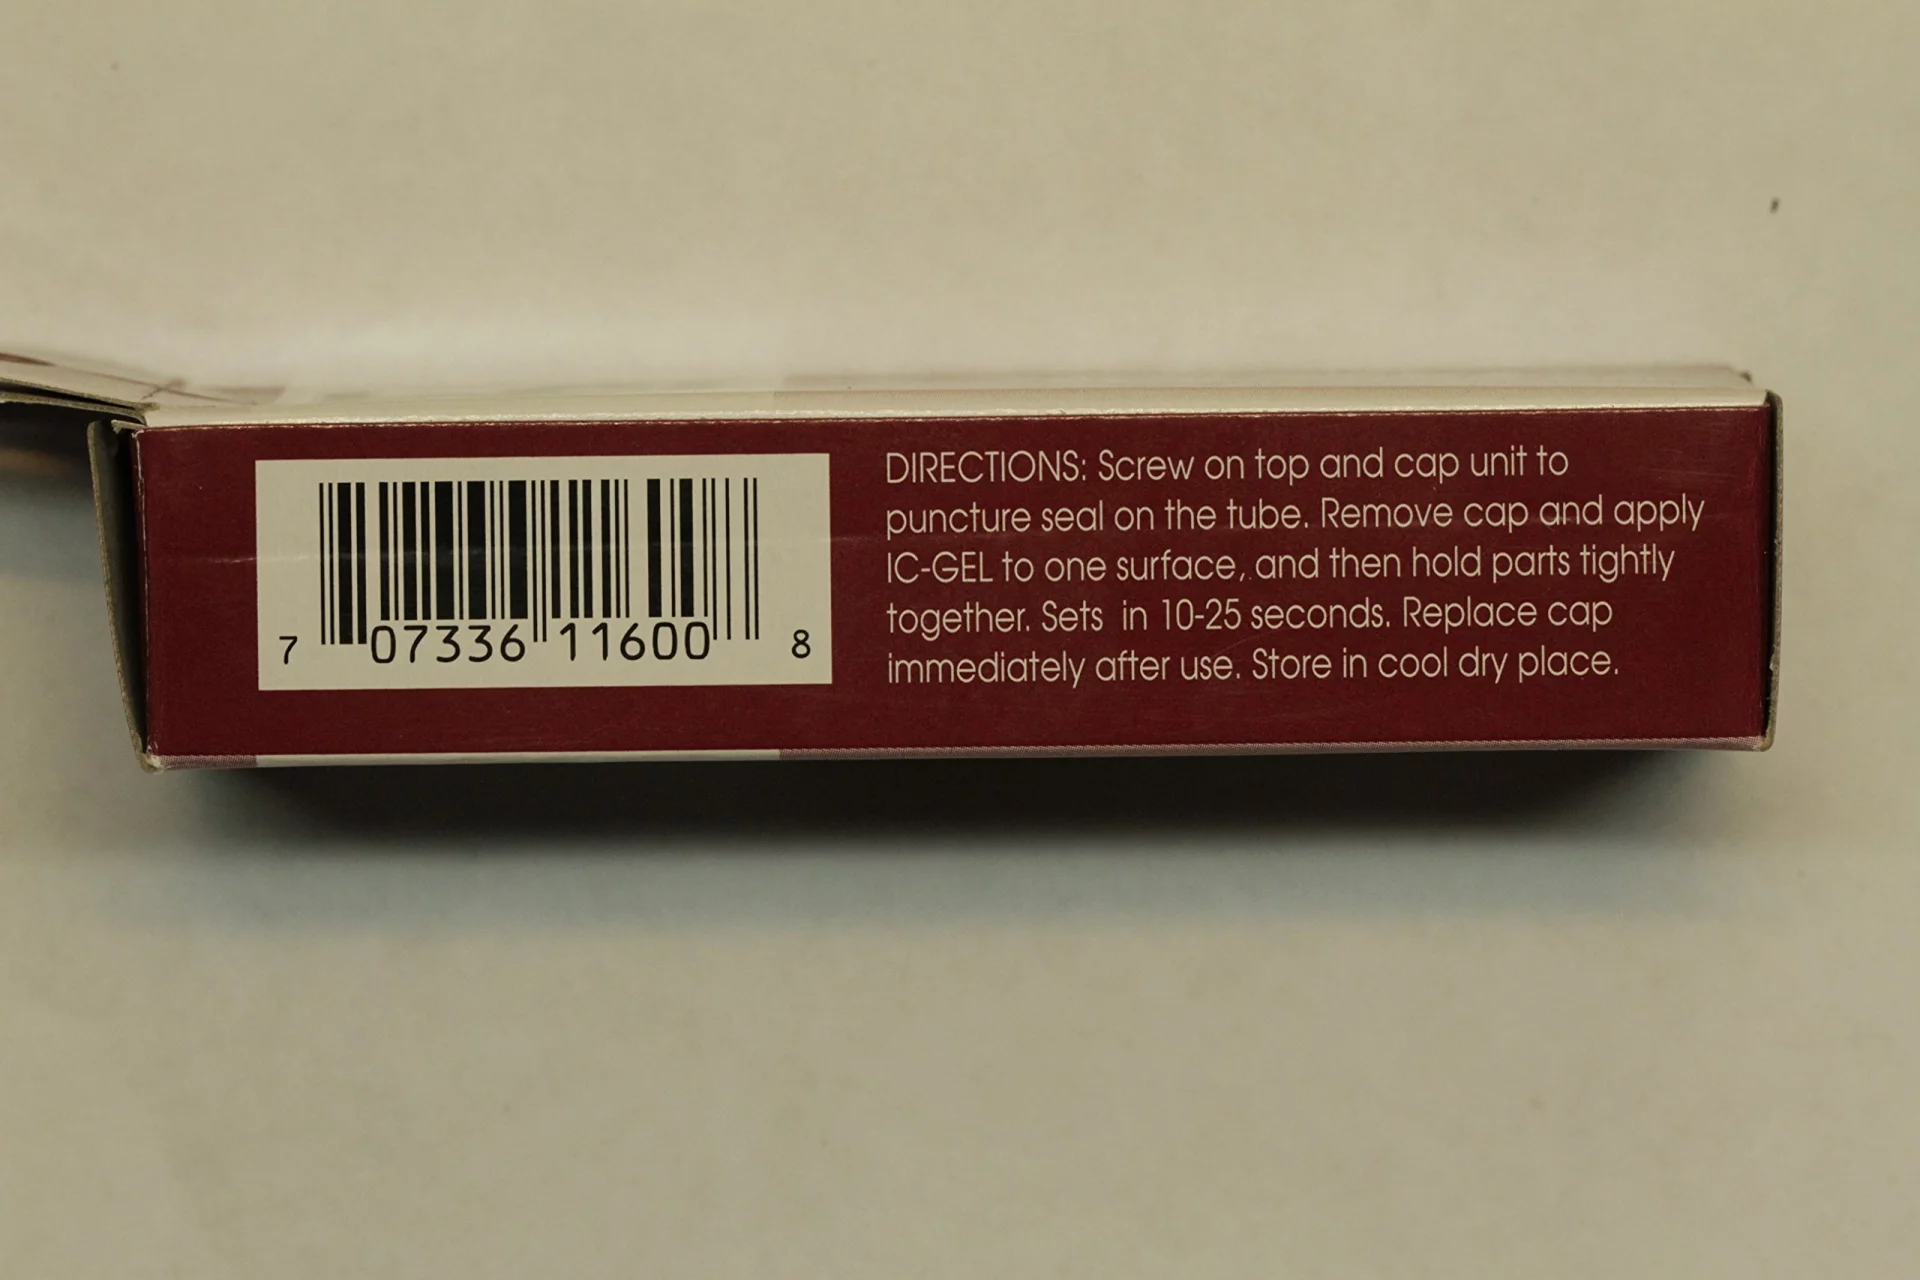 7 07336 11600 8
DIRECTIONS: Screw on top and cap unit to
puncture seal on the tube. Remove cap and apply
IC-GEL to one surface, and then hold parts tightly
together. Sets in 10-25 seconds. Replace cap
immediately after use. Store in cool dry place.